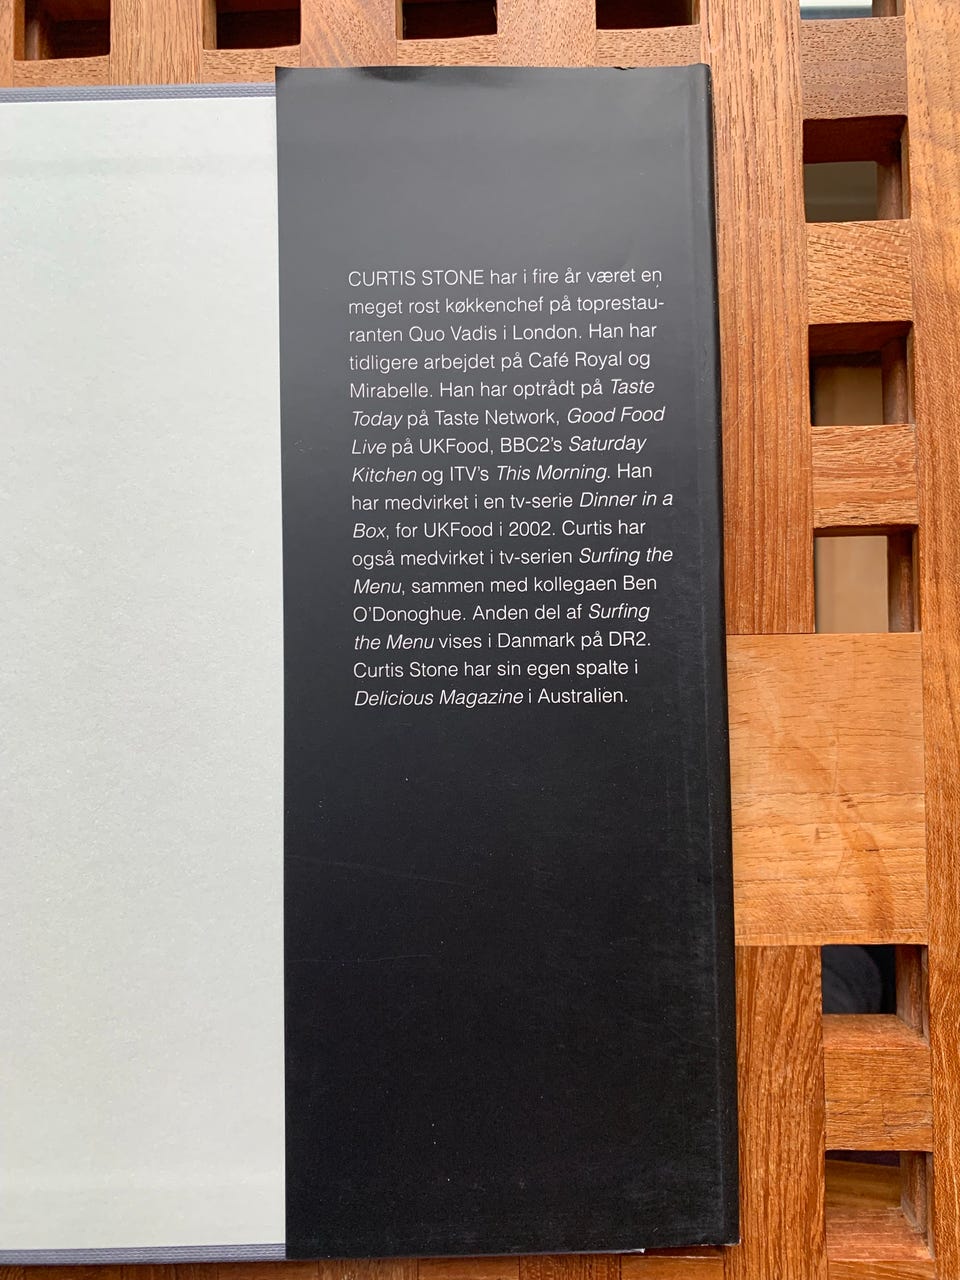 CURTIS STONE har i fire år været en
meget rost køkkenchef på toprestau-
ranten Quo Vadis i London. Han har
tidligere arbejdet på Café Royal og
Mirabelle. Han har optrådt på Taste
Today på Taste Network, Good Food
Live på UKFood, BBC2's Saturday
Kitchen og ITV's This Morning. Han
har medvirket i en tv-serie Dinner in a
Box, for UKFood i 2002. Curtis har
også medvirket i tv-serien Surfing the
Menu, sammen med kollegaen Ben
O'Donoghue. Anden del af Surfing
the Menu vises i Danmark på DR2.
Curtis Stone har sin egen spalte i
Delicious Magazine i Australien.